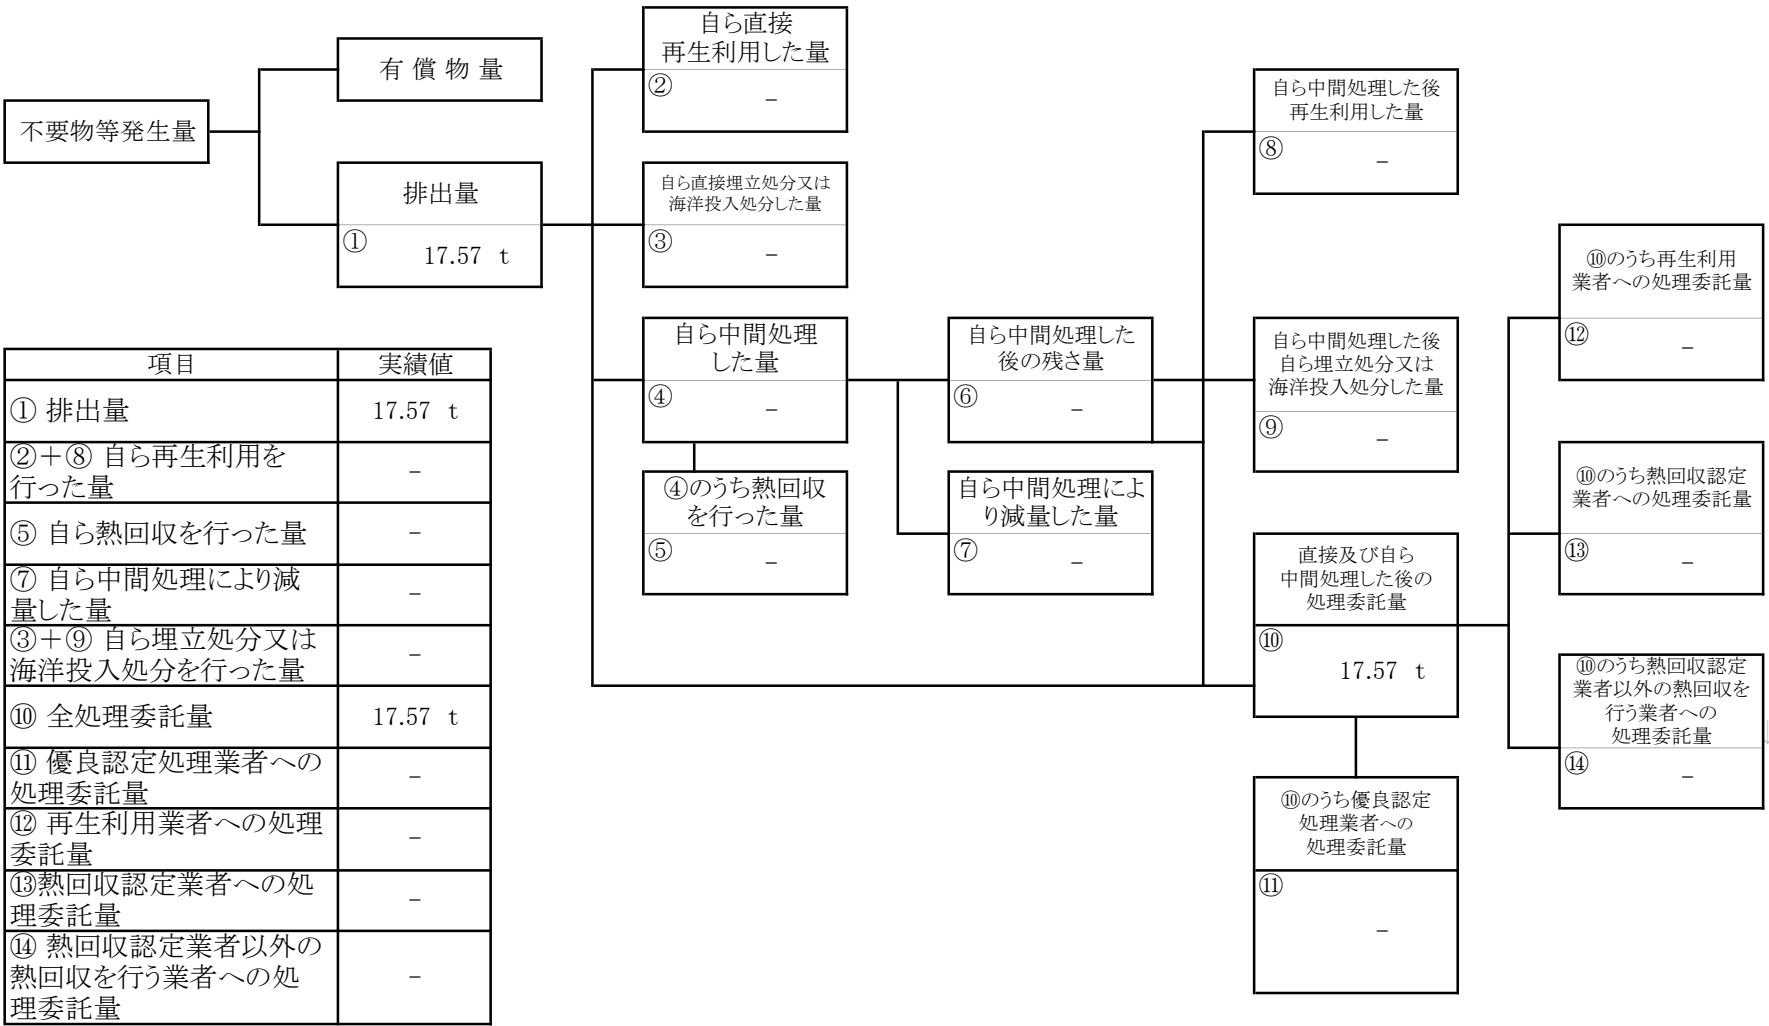 不要物等発生量
有 償 物 量
排出量
①
17.57 t
自ら直接
再生利用した量
②
−
自ら直接埋立処分又は
海洋投入処分した量
③
−
自ら中間処理
した量
④
−
④のうち熱回収
を行った量
⑤
−
自ら中間処理した
後の残さ量
⑥
−
自ら中間処理によ
り減量した量
⑦
−
自ら中間処理した後
再生利用した量
⑧
−
自ら中間処理した後
自ら埋立処分又は
海洋投入処分した量
⑨
−
直接及び自ら
中間処理した後の
処理委託量
⑩
17.57 t
⑩のうち優良認定
処理業者への
処理委託量
⑪
−
⑩のうち再生利用
業者への処理委託量
⑫
−
⑩のうち熱回収認定
業者への処理委託量
⑬
−
⑩のうち熱回収認定
業者以外の熱回収を
行う業者への
処理委託量
⑭
−
項目 実績値
① 排出量 17.57 t
②＋⑧ 自ら再生利用を
行った量
−
⑤ 自ら熱回収を行った量 −
⑦ 自ら中間処理により減
量した量
−
③＋⑨ 自ら埋立処分又は
海洋投入処分を行った量
−
⑩ 全処理委託量 17.57 t
⑪ 優良認定処理業者への
処理委託量
−
⑫ 再生利用業者への処理
委託量
−
⑬熱回収認定業者への処
理委託量
−
⑭ 熱回収認定業者以外の
熱回収を行う業者への処
理委託量
−